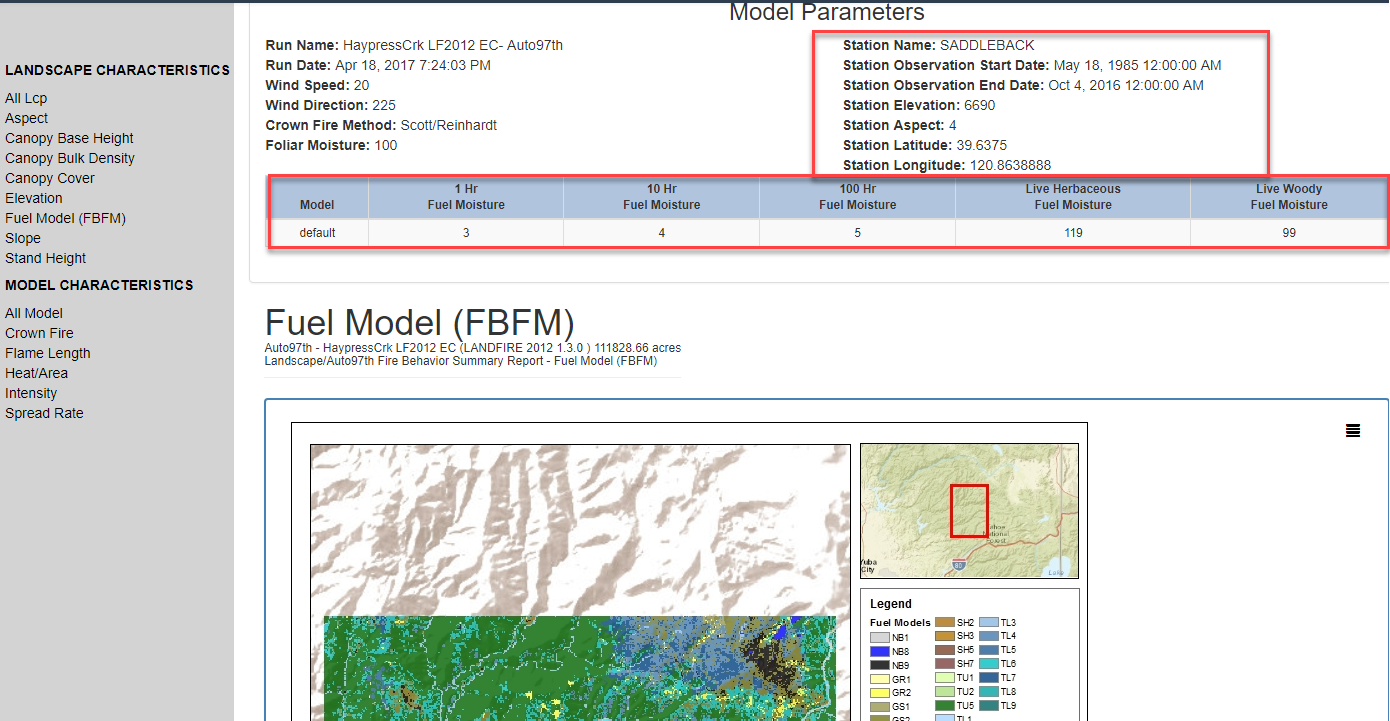 Model Parameters
LANDSCAPE CHARACTERISTICS
All Lcp
Aspect
Canopy Base Height
Canopy Bulk Density
Canopy Cover
Elevation
Fuel Model (FBFM)
Slope
Stand Height
MODEL CHARACTERISTICS
All Model
Crown Fire
Flame Length
Heat/Area
Intensity
Spread Rate
Run Name: HaypressCrk LF2012 EC- Auto97th
Run Date: Apr 18, 2017 7:24:03 PM
Wind Speed: 20
Wind Direction: 225
Crown Fire Method: Scott/Reinhardt
Foliar Moisture: 100
Station Name: SADDLEBACK
Station Observation Start Date: May 18, 1985 12:00:00 AM
Station Observation End Date: Oct 4, 2016 12:00:00 AM
Station Elevation: 6690
Station Aspect: 4
Station Latitude: 39.6375
Station Longitude: 120.8638888
1 Hr 10 Hr 100 Hr Live Herbaceous Live Woody
Model Fuel Moisture Fuel Moisture Fuel Moisture Fuel Moisture Fuel Moisture
default 3 4 5 119 99
Fuel Model (FBFM)
Auto97th - HaypressCrk LF2012 EC (LANDFIRE 2012 1.3.0 ) 111828.66 acres
Landscape/Auto97th Fire Behavior Summary Report - Fuel Model (FBFM)
Tahoe
National
Forest
Yuba
City
80
Lake
Legend
Fuel Models
NB1
NB8
NB9
GR1
GR2
GS1
GS2
SH2
SH3
SH5
SH7
TU1
TU2
TU5
TL1
TL3
TL4
TL5
TL6
TL7
TL8
TL9